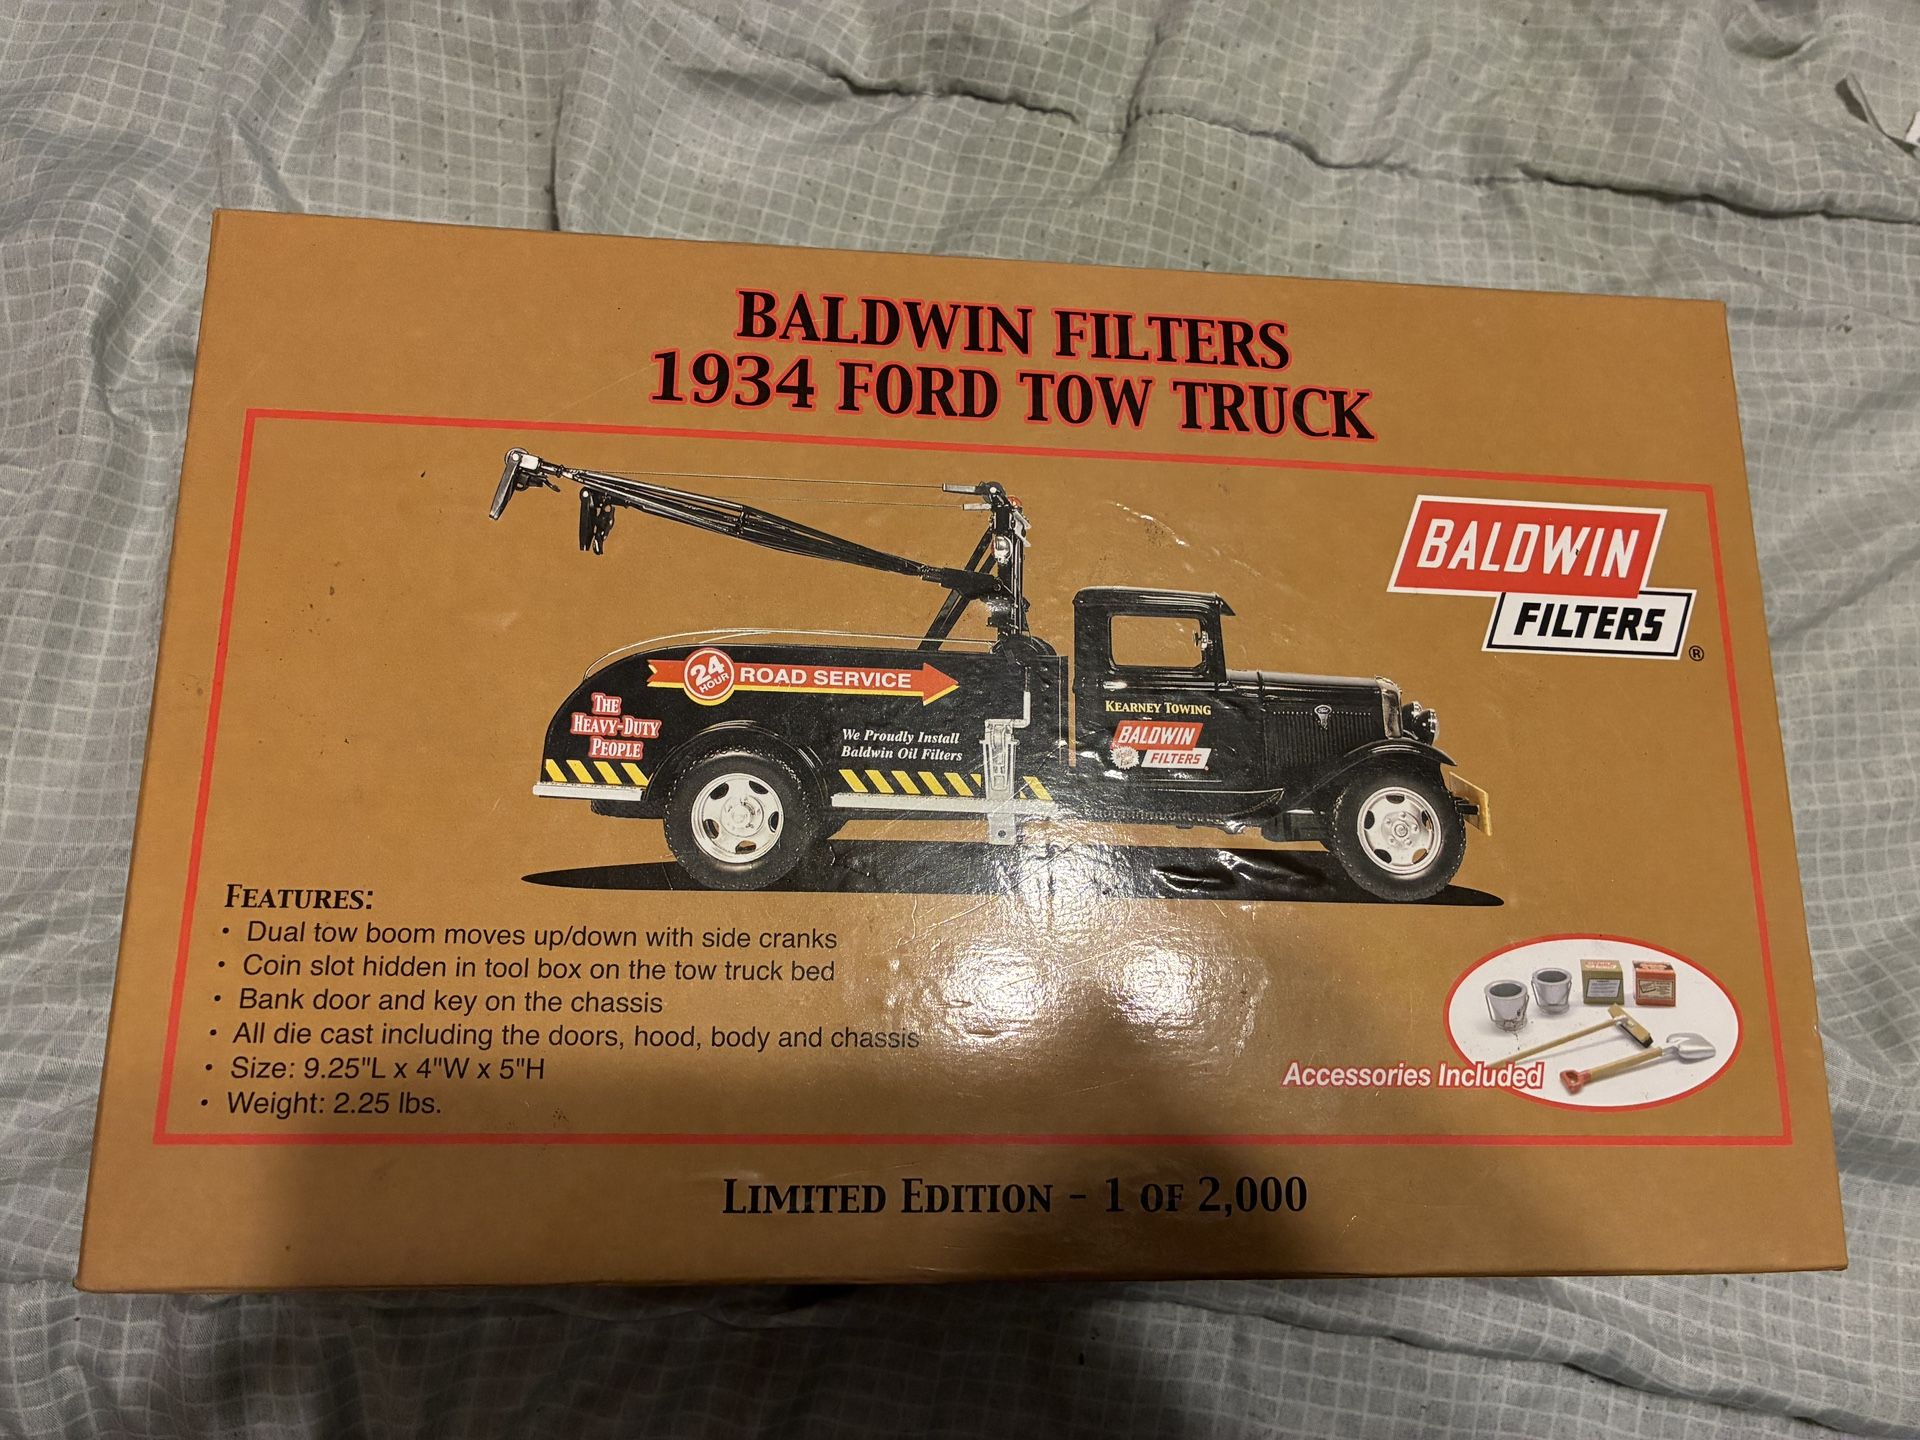 BALDWIN FILTERS
1934 FORD TOW TRUCK
BALDWIN
FILTERS
®
24
HOUR
ROAD SERVICE
THE
HEAVY-DUTY
PEOPLE
We Proudly Install
Baldwin Oil Filters
KEARNEY TOWING
BALDWIN
FILTERS
FEATURES:
• Dual tow boom moves up/down with side cranks
• Coin slot hidden in tool box on the tow truck bed
• Bank door and key on the chassis
• All die cast including the doors, hood, body and chassis
• Size: 9.25"L x 4"W x 5"H
• Weight: 2.25 lbs.
Accessories Included
LIMITED EDITION - 1 OF 2,000